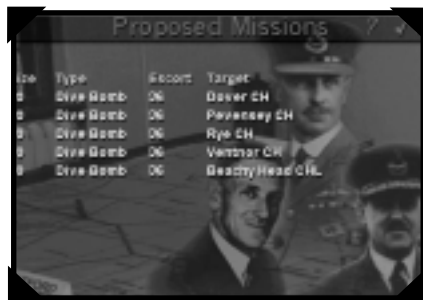 Proposed Missions ?
Type Escort Target
Dive Bomb 06 Dover CH
Dive Bomb 06 Pevensey CH
Dive Bomb 06 Rye CH
Dive Bomb 06 Ventnor CH
Dive Bomb 06 Beachy Head CHL